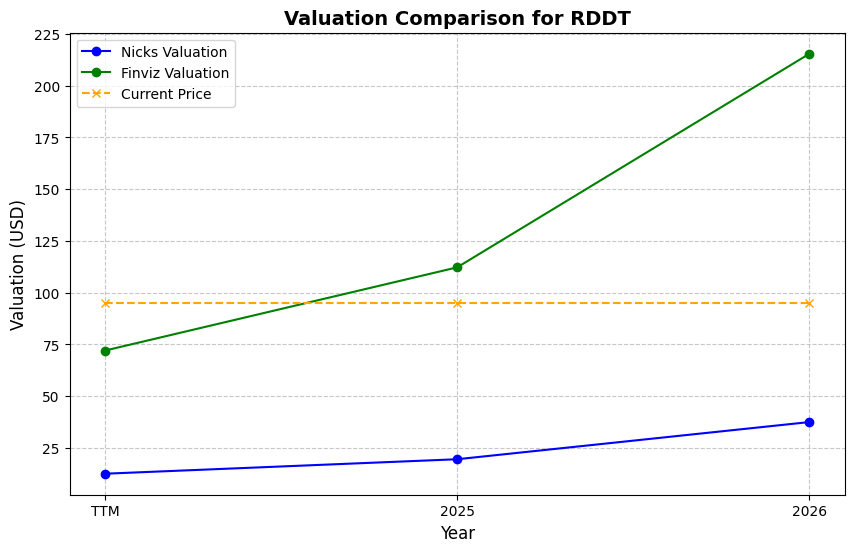 Valuation Comparison for RDDT
Nicks Valuation
Finviz Valuation
Current Price
Valuation (USD)
225
200
175
150
125
100
75
50
25
TTM
2025
2026
Year